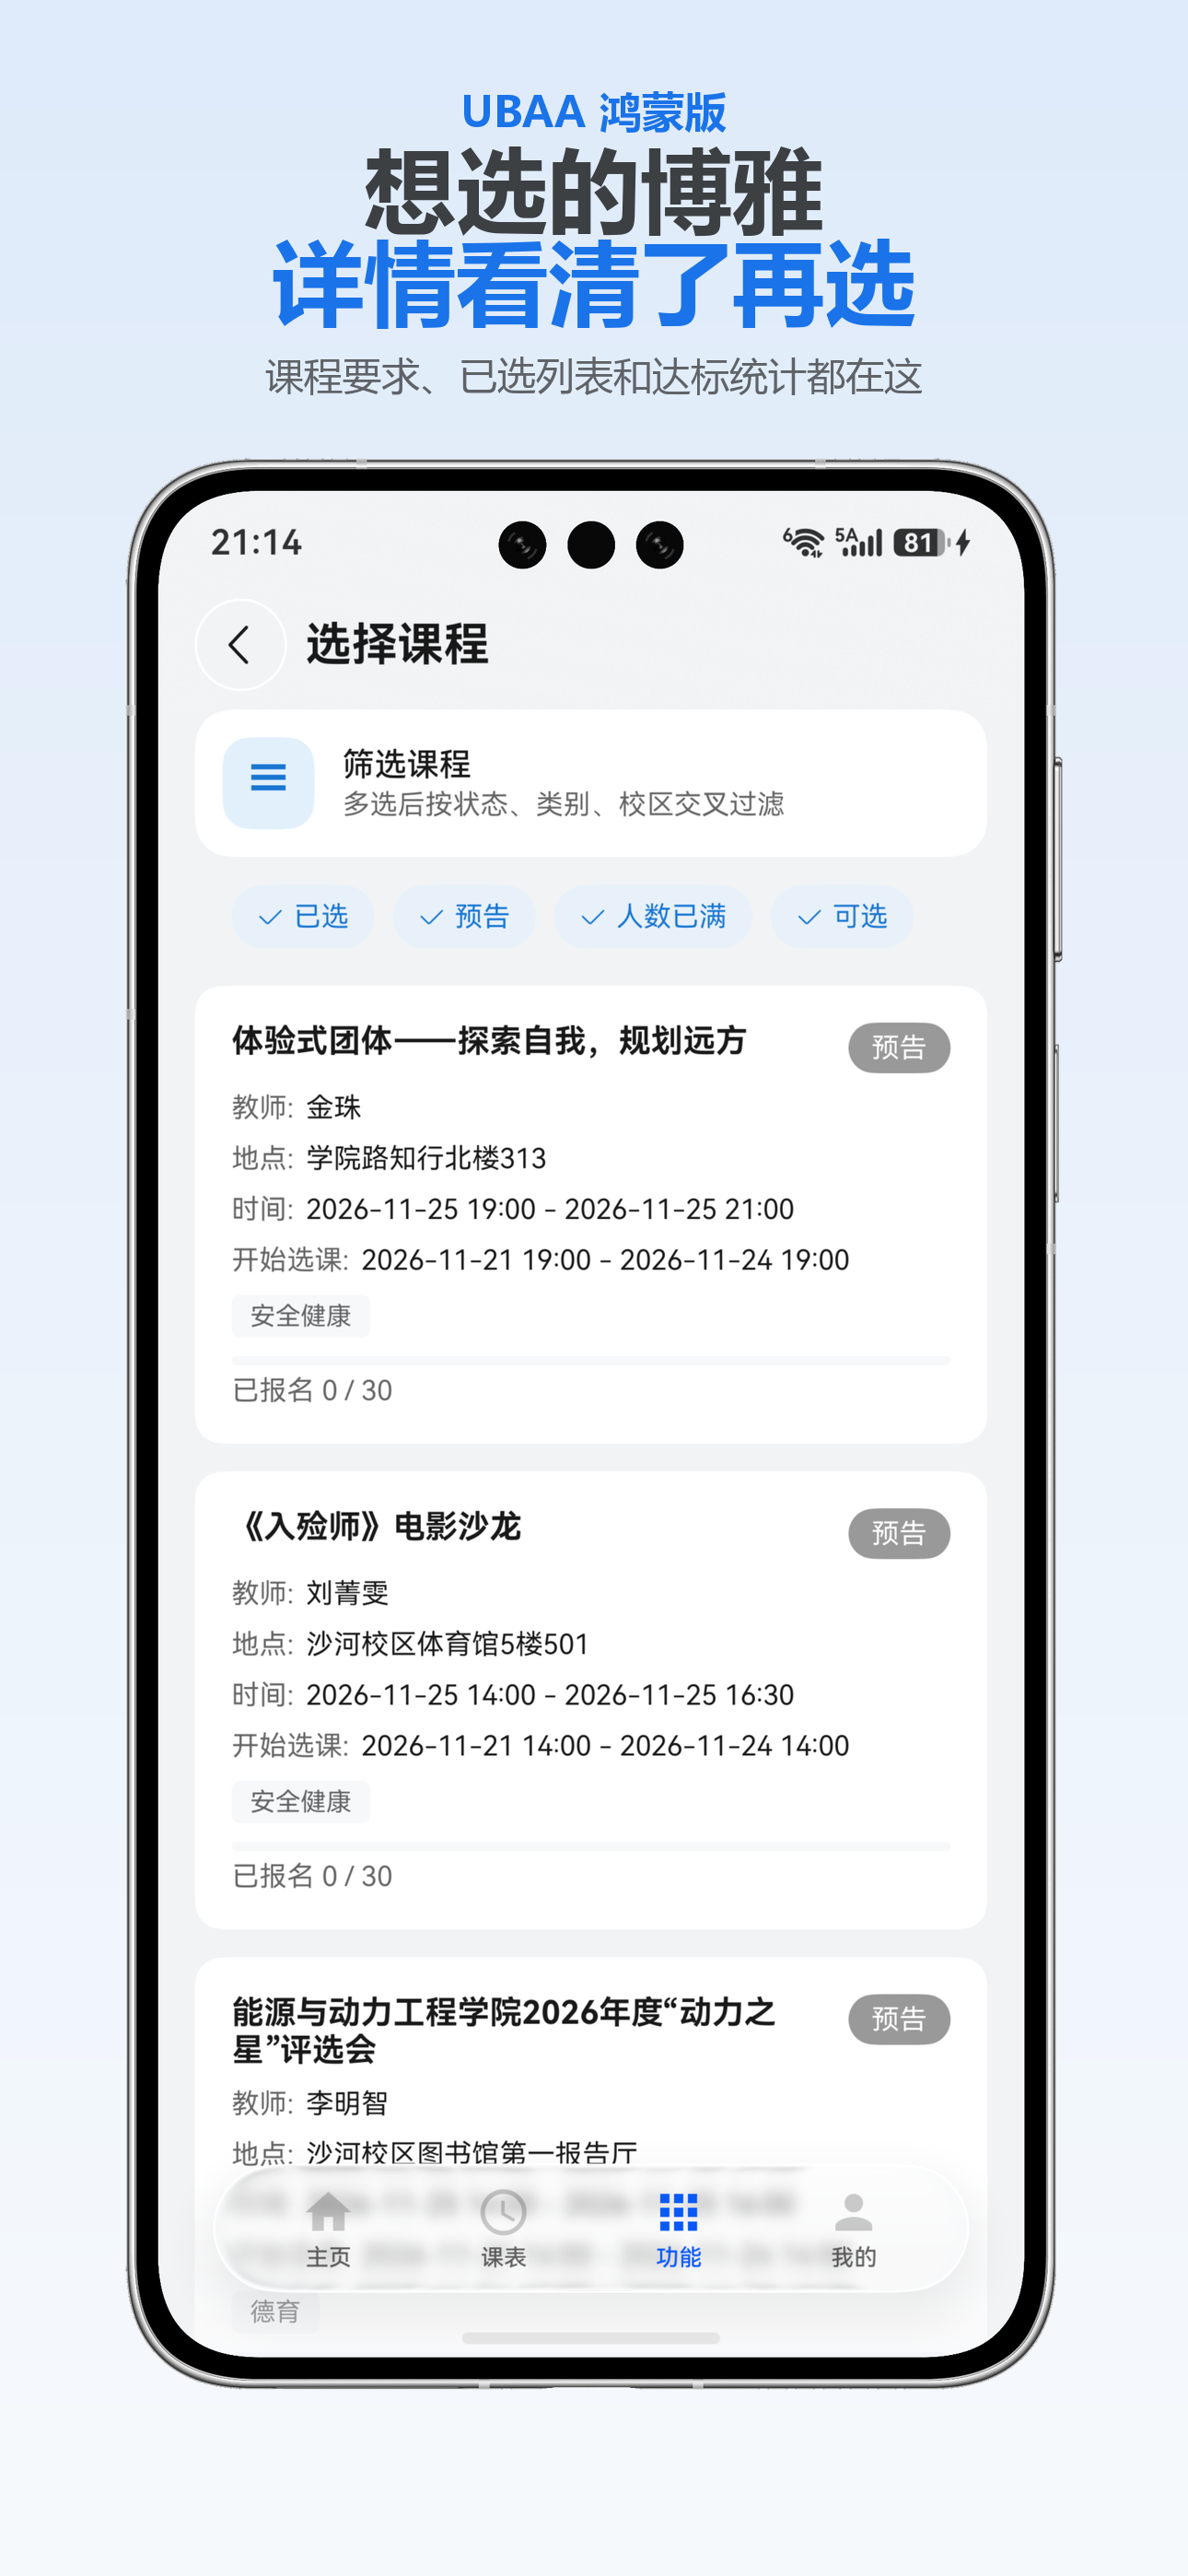 UBAA 鸿蒙版
想选的博雅
详情看清了再选
课程要求、已选列表和达标统计都在这
21:14
6 5A 81
选择课程
筛选课程
多选后按状态、类别、校区交叉过滤
已选 预告 人数已满 可选
体验式团体——探索自我，规划远方 预告
教师: 金珠
地点: 学院路知行北楼313
时间: 2026-11-25 19:00 - 2026-11-25 21:00
开始选课: 2026-11-21 19:00 - 2026-11-24 19:00
安全健康
已报名 0 / 30
《入殓师》电影沙龙 预告
教师: 刘菁雯
地点: 沙河校区体育馆5楼501
时间: 2026-11-25 14:00 - 2026-11-25 16:30
开始选课: 2026-11-21 14:00 - 2026-11-24 14:00
安全健康
已报名 0 / 30
能源与动力工程学院2026年度“动力之 预告
星”评选会
教师: 李明智
地点: 沙河校区图书馆第一报告厅
主页 课表 功能 我的
德育